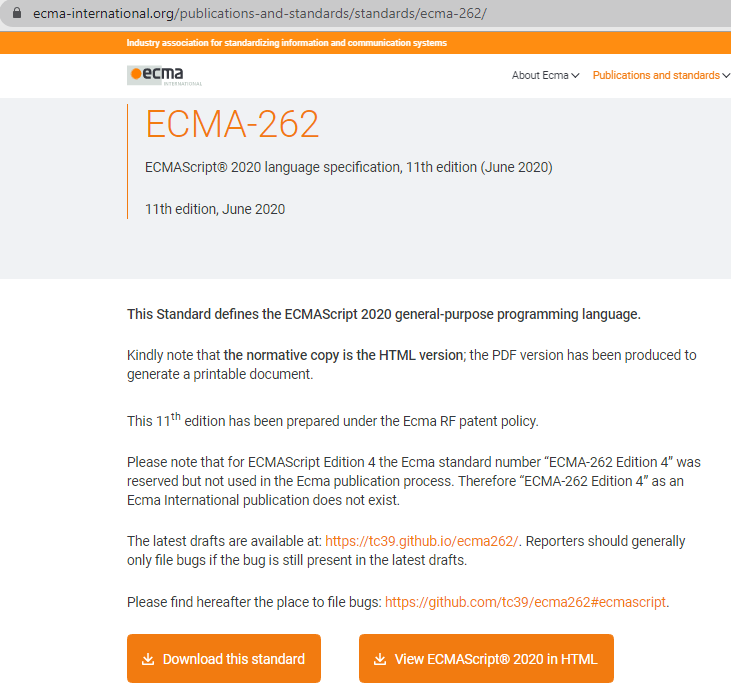 ecma-international.org/publications-and-standards/standards/ecma-262/
Industry association for standardizing information and communication systems
ecma
INTERNATIONAL
About Ecma
Publications and standards
ECMA-262
ECMAScript® 2020 language specification, 11th edition (June 2020)
11th edition, June 2020
This Standard defines the ECMAScript 2020 general-purpose programming language.
Kindly note that the normative copy is the HTML version; the PDF version has been produced to
generate a printable document.
This 11th edition has been prepared under the Ecma RF patent policy.
Please note that for ECMAScript Edition 4 the Ecma standard number “ECMA-262 Edition 4” was
reserved but not used in the Ecma publication process. Therefore “ECMA-262 Edition 4” as an
Ecma International publication does not exist.
The latest drafts are available at: https://tc39.github.io/ecma262/. Reporters should generally
only file bugs if the bug is still present in the latest drafts.
Please find hereafter the place to file bugs: https://github.com/tc39/ecma262#ecmascript.
Download this standard
View ECMAScript® 2020 in HTML